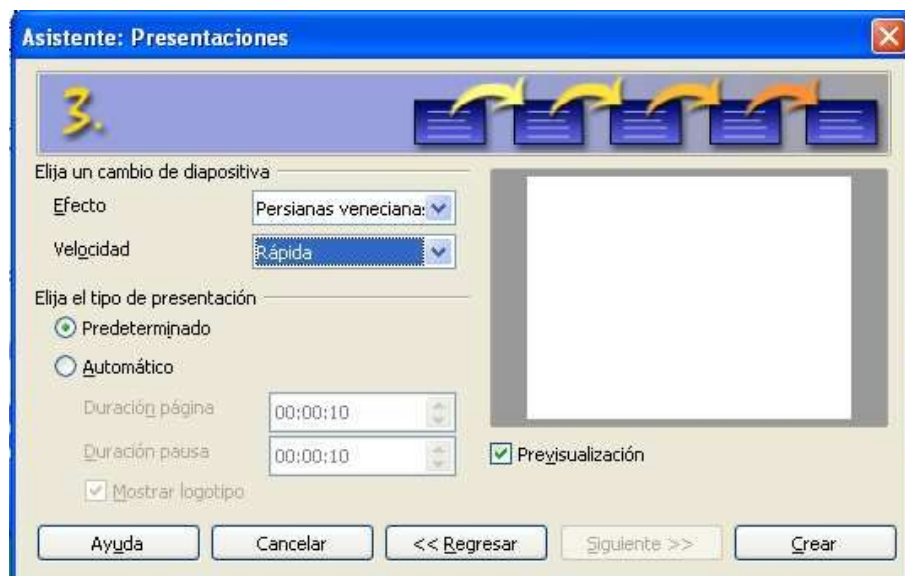 Asistente: Presentaciones
3.
Elija un cambio de diapositiva
Efecto
Persianas veneciana
Velocidad
Rápida
Elija el tipo de presentación
Predeterminado
Automático
Duración página
00:00:10
Duración pausa
00:00:10
Mostrar logotipo
Previsualización
Ayuda
Cancelar
<< Regresar
Siguiente >>
Crear